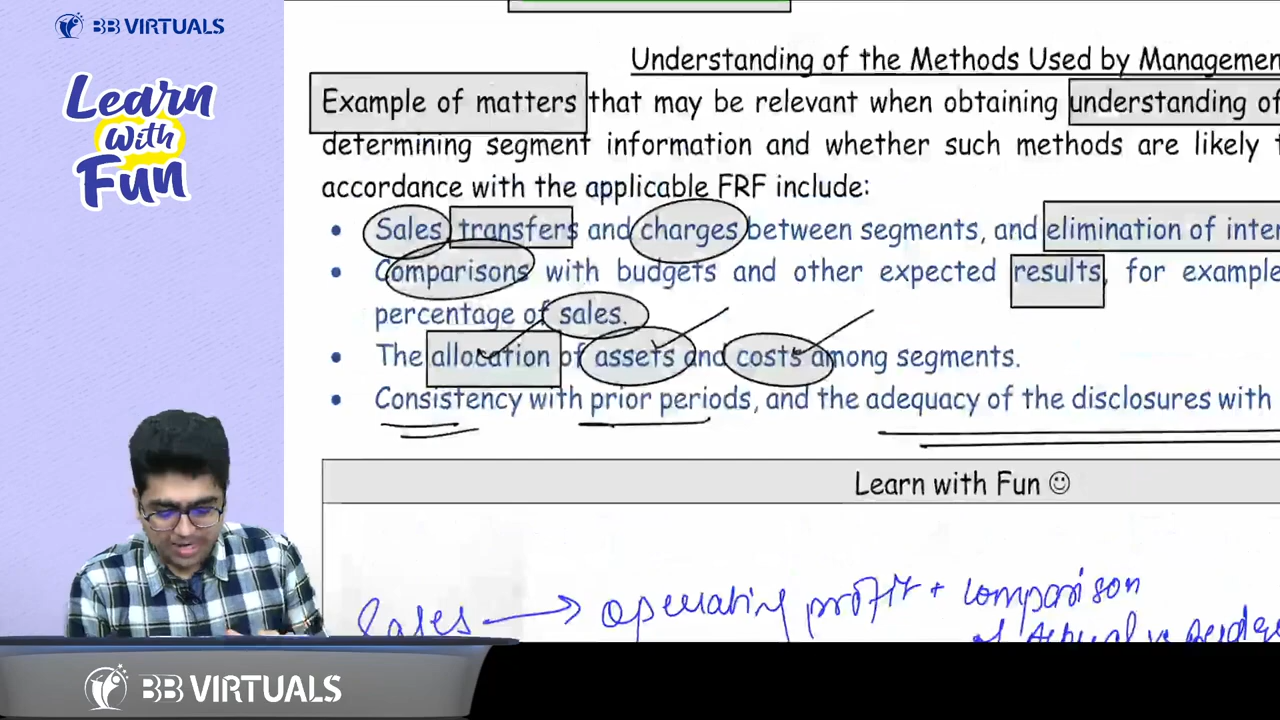 BB VIRTUALS
Learn
with
Fun
Understanding of the Methods Used by Managemen
Example of matters that may be relevant when obtaining understanding of
determining segment information and whether such methods are likely t
accordance with the applicable FRF include:
• Sales, transfers and charges between segments, and elimination of inter
• Comparisons with budgets and other expected results, for example
percentage of sales.
• The allocation of assets and costs among segments.
• Consistency with prior periods, and the adequacy of the disclosures with
Learn with Fun ☺
Sales → operating profit + comparison
of Actual vs
BB VIRTUALS